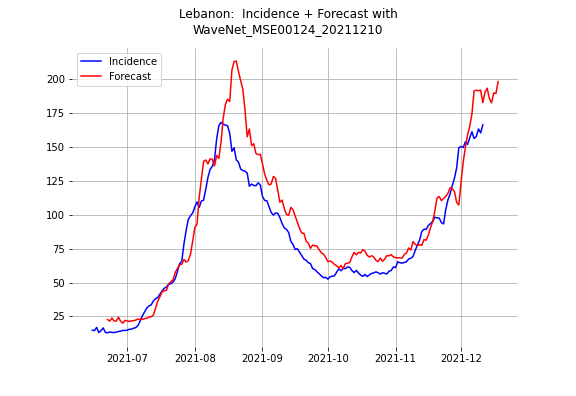 Lebanon:  Incidence + Forecast with
WaveNet_MSE00124_20211210
Incidence
Forecast
200
175
150
125
100
75
50
25
2021-07 2021-08 2021-09 2021-10 2021-11 2021-12